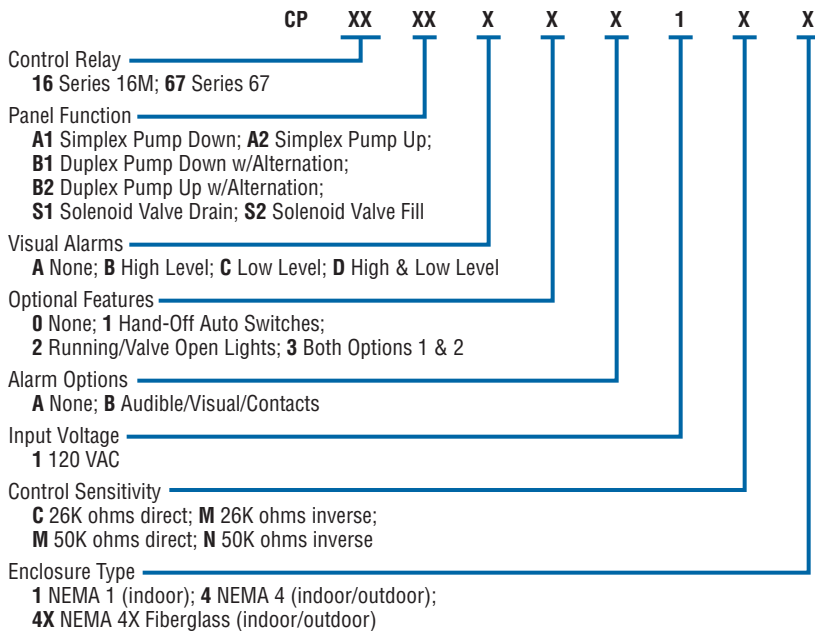 CP XX XX X X X 1 X X
Control Relay
16 Series 16M; 67 Series 67
Panel Function
A1 Simplex Pump Down; A2 Simplex Pump Up;
B1 Duplex Pump Down w/Alternation;
B2 Duplex Pump Up w/Alternation;
S1 Solenoid Valve Drain; S2 Solenoid Valve Fill
Visual Alarms
A None; B High Level; C Low Level; D High & Low Level
Optional Features
0 None; 1 Hand-Off Auto Switches;
2 Running/Valve Open Lights; 3 Both Options 1 & 2
Alarm Options
A None; B Audible/Visual/Contacts
Input Voltage
1 120 VAC
Control Sensitivity
C 26K ohms direct; M 26K ohms inverse;
M 50K ohms direct; N 50K ohms inverse
Enclosure Type
1 NEMA 1 (indoor); 4 NEMA 4 (indoor/outdoor);
4X NEMA 4X Fiberglass (indoor/outdoor)